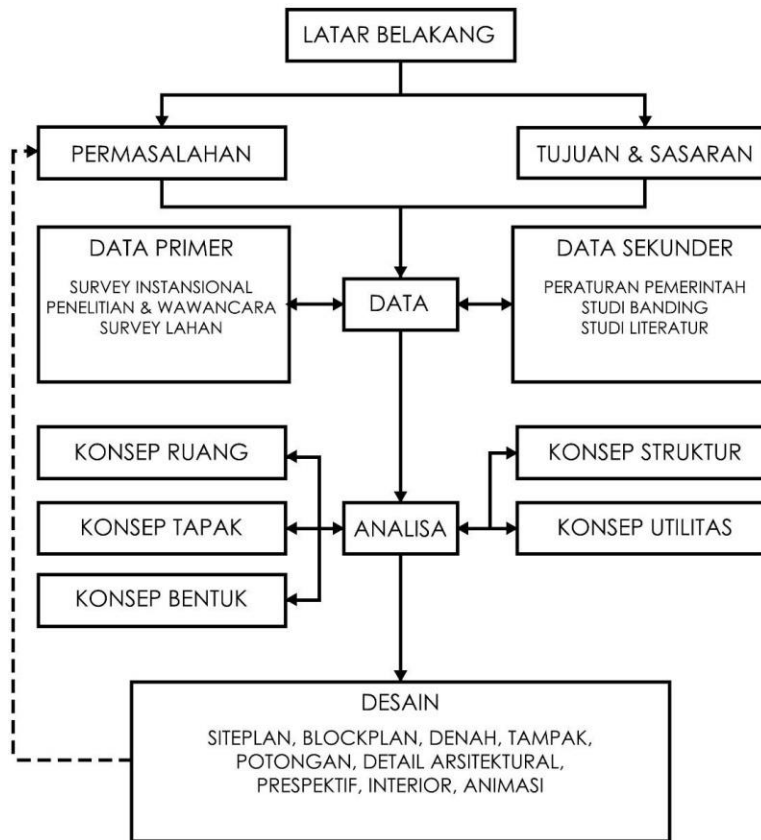 LATAR BELAKANG
PERMASALAHAN
TUJUAN & SASARAN
DATA PRIMER
SURVEY INSTANSIONAL
PENELITIAN & WAWANCARA
SURVEY LAHAN
DATA
DATA SEKUNDER
PERATURAN PEMERINTAH
STUDI BANDING
STUDI LITERATUR
KONSEP RUANG
KONSEP TAPAK
KONSEP BENTUK
ANALISA
KONSEP STRUKTUR
KONSEP UTILITAS
DESAIN
SITEPLAN, BLOCKPLAN, DENAH, TAMPAK,
POTONGAN, DETAIL ARSITEKTURAL,
PRESPEKTIF, INTERIOR, ANIMASI